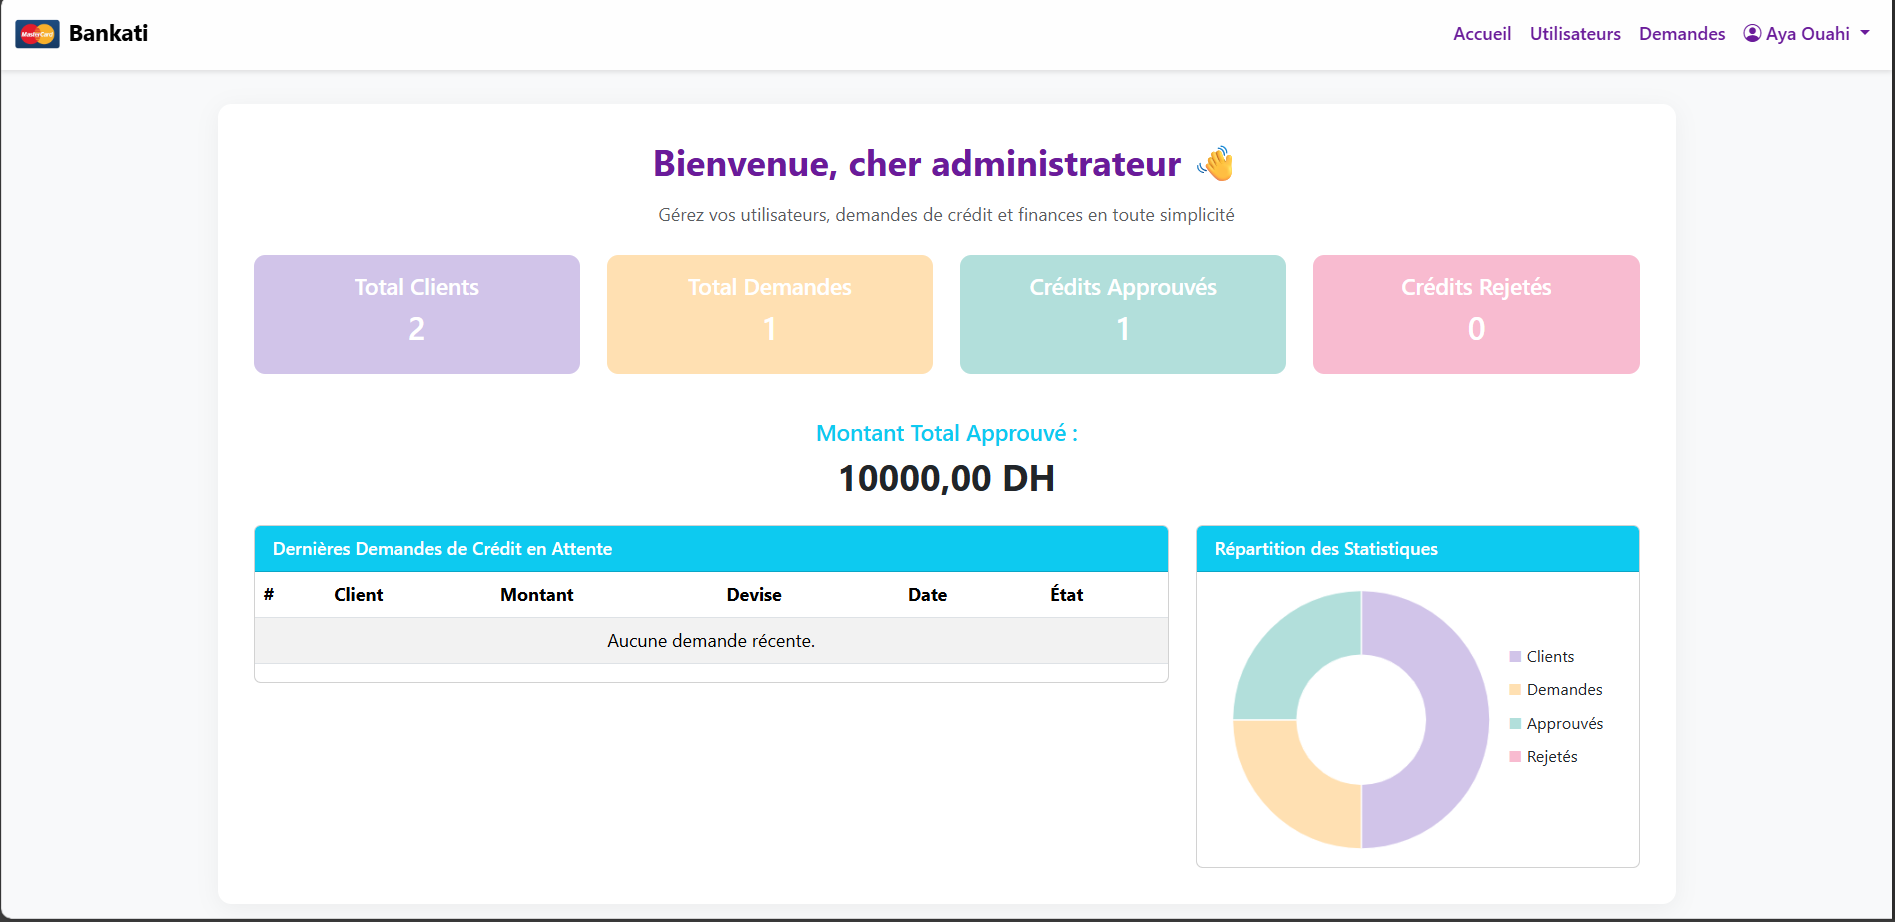 MasterCard Bankati
Accueil Utilisateurs Demandes Aya Ouahi
Bienvenue, cher administrateur 👋
Gérez vos utilisateurs, demandes de crédit et finances en toute simplicité
Total Clients
2
Total Demandes
1
Crédits Approuvés
1
Crédits Rejetés
0
Montant Total Approuvé :
10000,00 DH
Dernières Demandes de Crédit en Attente
# Client Montant Devise Date État
Aucune demande récente.
Répartition des Statistiques
Clients
Demandes
Approuvés
Rejetés